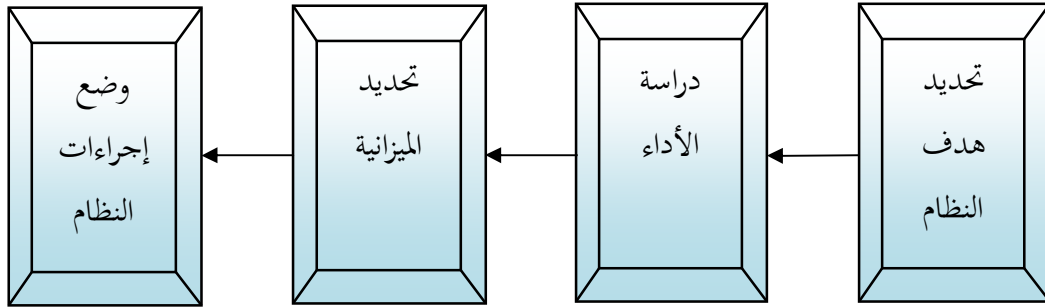 تحديد
هدف
النظام
دراسة
الأداء
تحديد
الميزانية
وضع
إجراءات
النظام